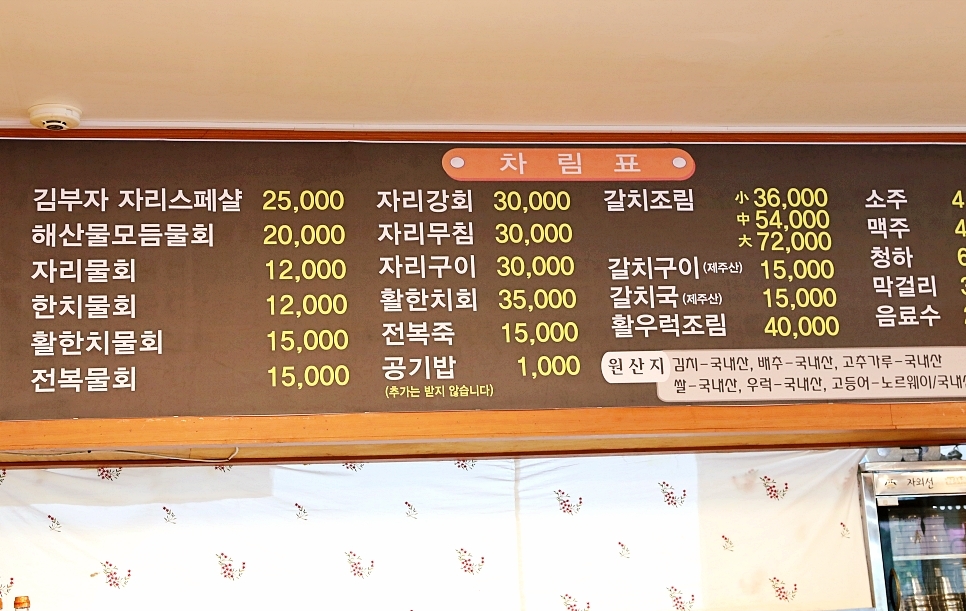 차림표
김부자 자리스페샬 25,000
해산물모듬물회 20,000
자리물회 12,000
한치물회 12,000
활한치물회 15,000
전복물회 15,000
자리강회 30,000
자리무침 30,000
자리구이 30,000
활한치회 35,000
전복죽 15,000
공기밥 1,000
(추가는 받지 않습니다)
갈치조림 小 36,000
中 54,000
大 72,000
갈치구이 (제주산) 15,000
갈치국 (제주산) 15,000
활우럭조림 40,000
소주 4
맥주 4
청하 6
막걸리 3
음료수
원산지 김치-국내산, 배추-국내산, 고추가루-국내산
쌀-국내산, 우럭-국내산, 고등어-노르웨이/국내산
자외선